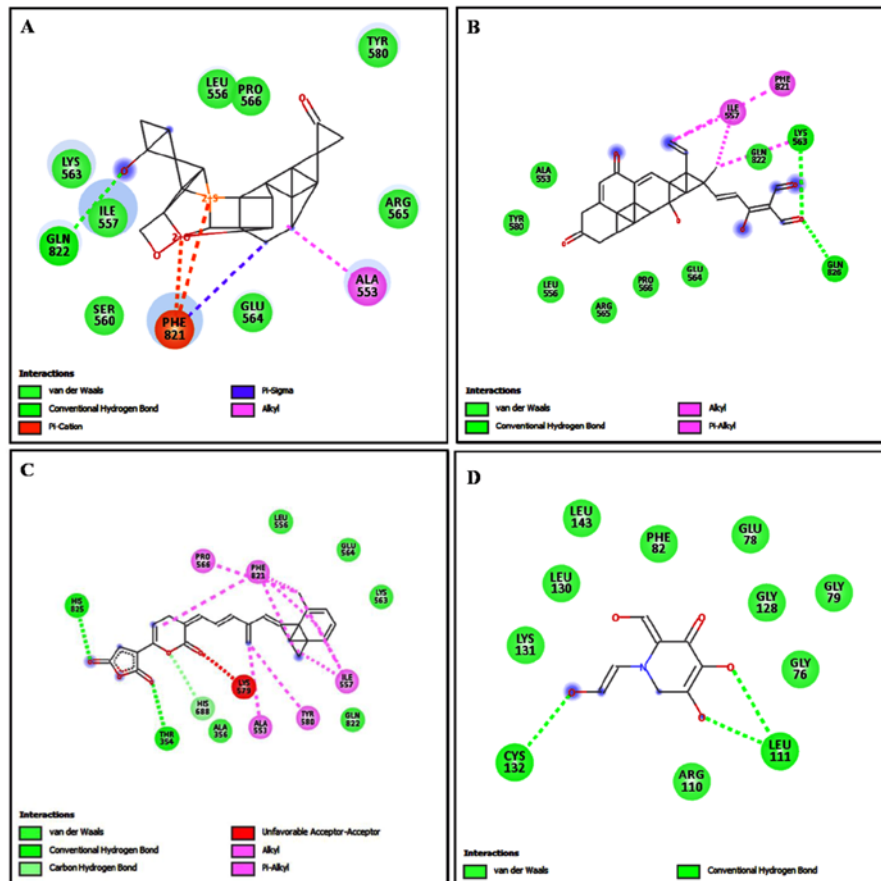 A
TYR
580
LEU
556
PRO
566
LYS
563
ILE
557
ARG
565
GLN
822
ALA
553
SER
560
PHE
821
GLU
564
Interactions
van der Waals
Conventional Hydrogen Bond
Pi-Cation
Pi-Sigma
Alkyl
B
PHE
821
ILE
557
LYS
563
GLN
822
ALA
553
TYR
580
GLN
826
GLU
564
PRO
566
LEU
556
ARG
565
Interactions
van der Waals
Conventional Hydrogen Bond
Alkyl
Pi-Alkyl
C
LEU
556
GLU
564
PRO
566
PHE
821
LYS
563
HIS
825
LYS
579
ILE
557
HIS
688
ALA
356
ALA
553
TYR
580
GLN
822
THR
354
Interactions
van der Waals
Conventional Hydrogen Bond
Carbon Hydrogen Bond
Unfavorable Acceptor-Acceptor
Alkyl
Pi-Alkyl
D
LEU
143
PHE
82
GLU
78
LEU
130
GLY
128
GLY
79
LYS
131
GLY
76
N
CYS
132
LEU
111
ARG
110
Interactions
van der Waals
Conventional Hydrogen Bond